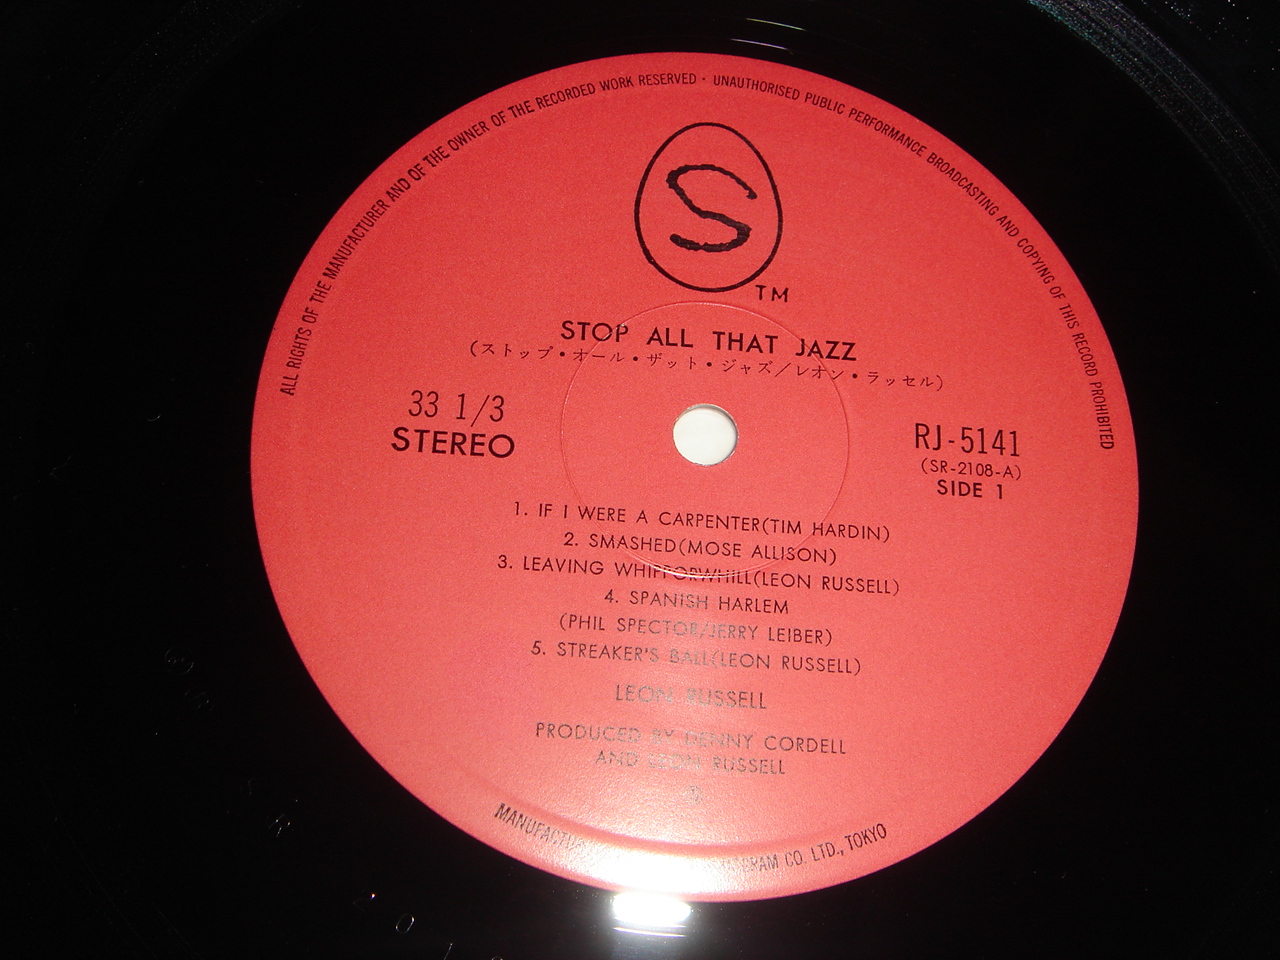 ALL RIGHTS OF THE MANUFACTURER AND OF THE OWNER OF THE RECORDED WORK RESERVED · UNAUTHORISED PUBLIC PERFORMANCE BROADCASTING AND COPYING OF THIS RECORD PROHIBITED
S
TM
STOP ALL THAT JAZZ
(ストップ・オール・ザット・ジャズ/レオン・ラッセル)
33 1/3
STEREO
RJ-5141
(SR-2108-A)
SIDE 1
1. IF I WERE A CARPENTER(TIM HARDIN)
2. SMASHED(MOSE ALLISON)
3. LEAVING WHIPPORWHILL(LEON RUSSELL)
4. SPANISH HARLEM
(PHIL SPECTOR/JERRY LEIBER)
5. STREAKER'S BALL(LEON RUSSELL)
LEON RUSSELL
PRODUCED BY DENNY CORDELL
AND LEON RUSSELL
CO. LTD., TOKYO